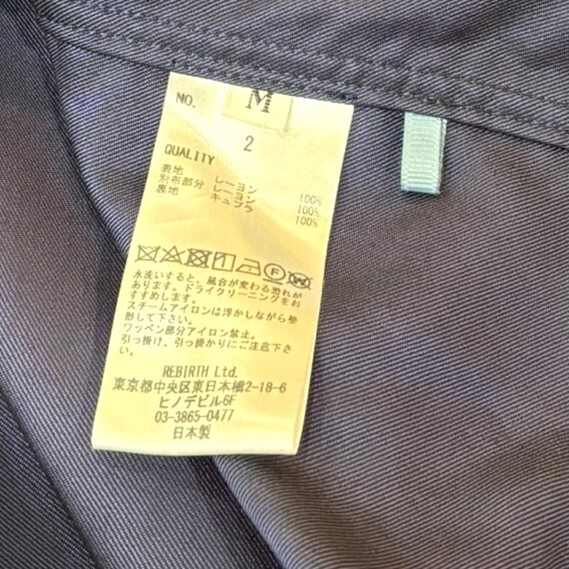 M
NO.
2
QUALITY
表地 レーヨン 100%
別布部分 レーヨン 100%
裏地 キュプラ 100%
水洗いすると、風合が変わる恐れが
あります。ドライクリーニングをお
すすめします。
スチームアイロンは浮かしながら整
形して下さい。
ワッペン部分アイロン禁止。
引っ掛け、引っ掛かりにご注意下さ
い。
REBIRTH Ltd.
東京都中央区東日本橋2-18-6
ヒノデビル6F
03-3865-0477
日本製